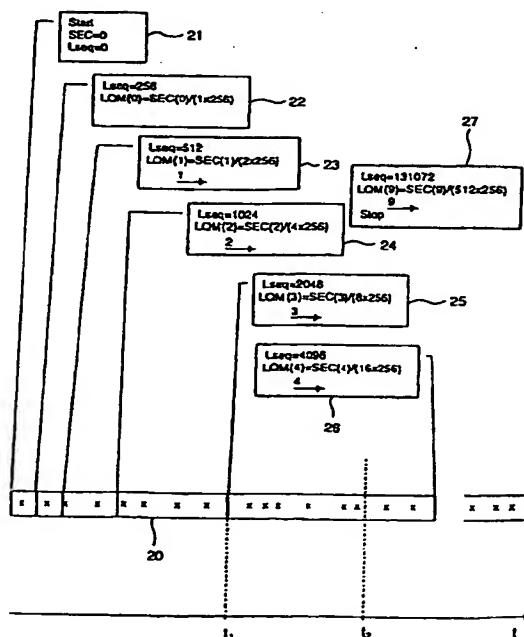 Start
SEC=0
Lseq=0
21
Lseq=256
LOM(0)=SEC(0)/(1x256)
22
Lseq=512
LOM(1)=SEC(1)/(2x256)
1
23
27
Lseq=131072
LOM(9)=SEC(9)/(512x256)
9
Stop
Lseq=1024
LOM(2)=SEC(2)/(4x256)
2
24
Lseq=2048
LOM(3)=SEC(3)/(8x256)
3
25
Lseq=4096
LOM(4)=SEC(4)/(16x256)
4
26
x x x x x x x x x x x x x x x x x x x
20
t₁ t₂ t